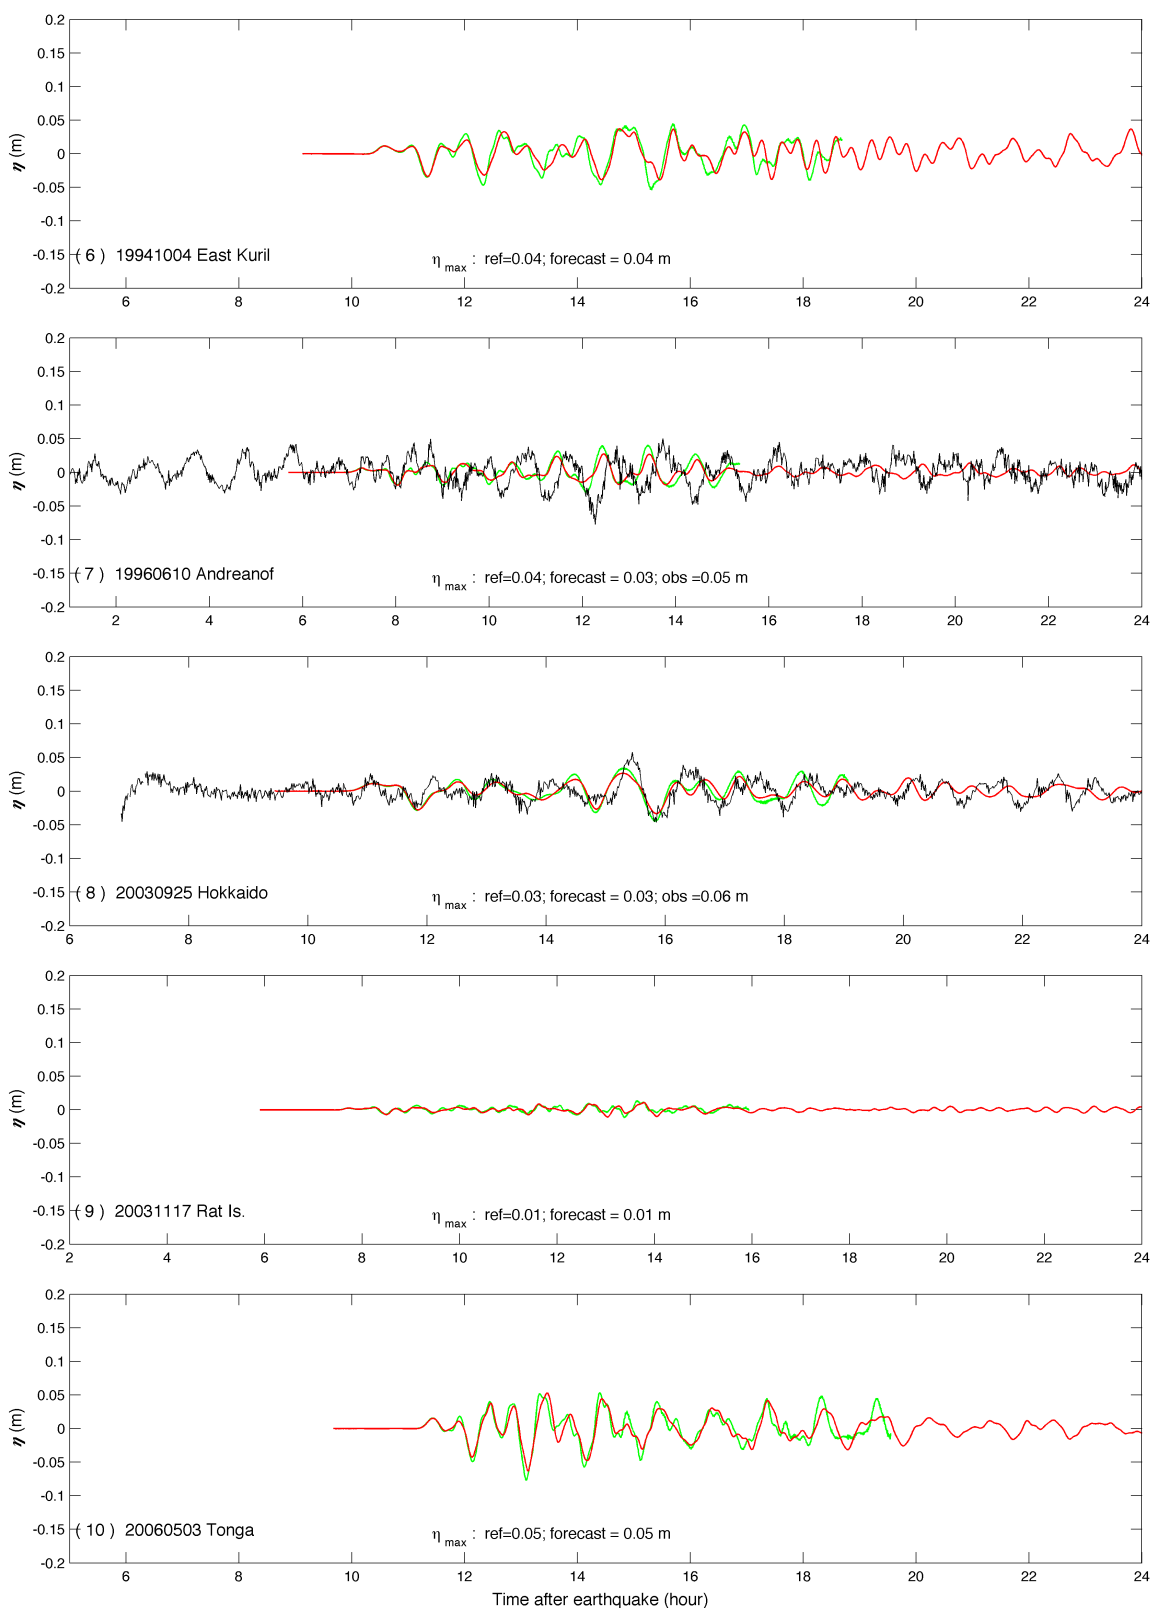 0.2
0.15
0.1
0.05
0
-0.05
-0.1
-0.15
-0.2
η (m)
( 6 ) 19941004 East Kuril
η max : ref=0.04; forecast = 0.04 m
6 8 10 12 14 16 18 20 22 24
0.2
0.15
0.1
0.05
0
-0.05
-0.1
-0.15
-0.2
η (m)
( 7 ) 19960610 Andreanof
η max : ref=0.04; forecast = 0.03; obs =0.05 m
2 4 6 8 10 12 14 16 18 20 22 24
0.2
0.15
0.1
0.05
0
-0.05
-0.1
-0.15
-0.2
η (m)
( 8 ) 20030925 Hokkaido
η max : ref=0.03; forecast = 0.03; obs =0.06 m
6 8 10 12 14 16 18 20 22 24
0.2
0.15
0.1
0.05
0
-0.05
-0.1
-0.15
-0.2
η (m)
( 9 ) 20031117 Rat Is.
η max : ref=0.01; forecast = 0.01 m
2 4 6 8 10 12 14 16 18 20 22 24
0.2
0.15
0.1
0.05
0
-0.05
-0.1
-0.15
-0.2
η (m)
( 10 ) 20060503 Tonga
η max : ref=0.05; forecast = 0.05 m
6 8 10 12 14 16 18 20 22 24
Time after earthquake (hour)